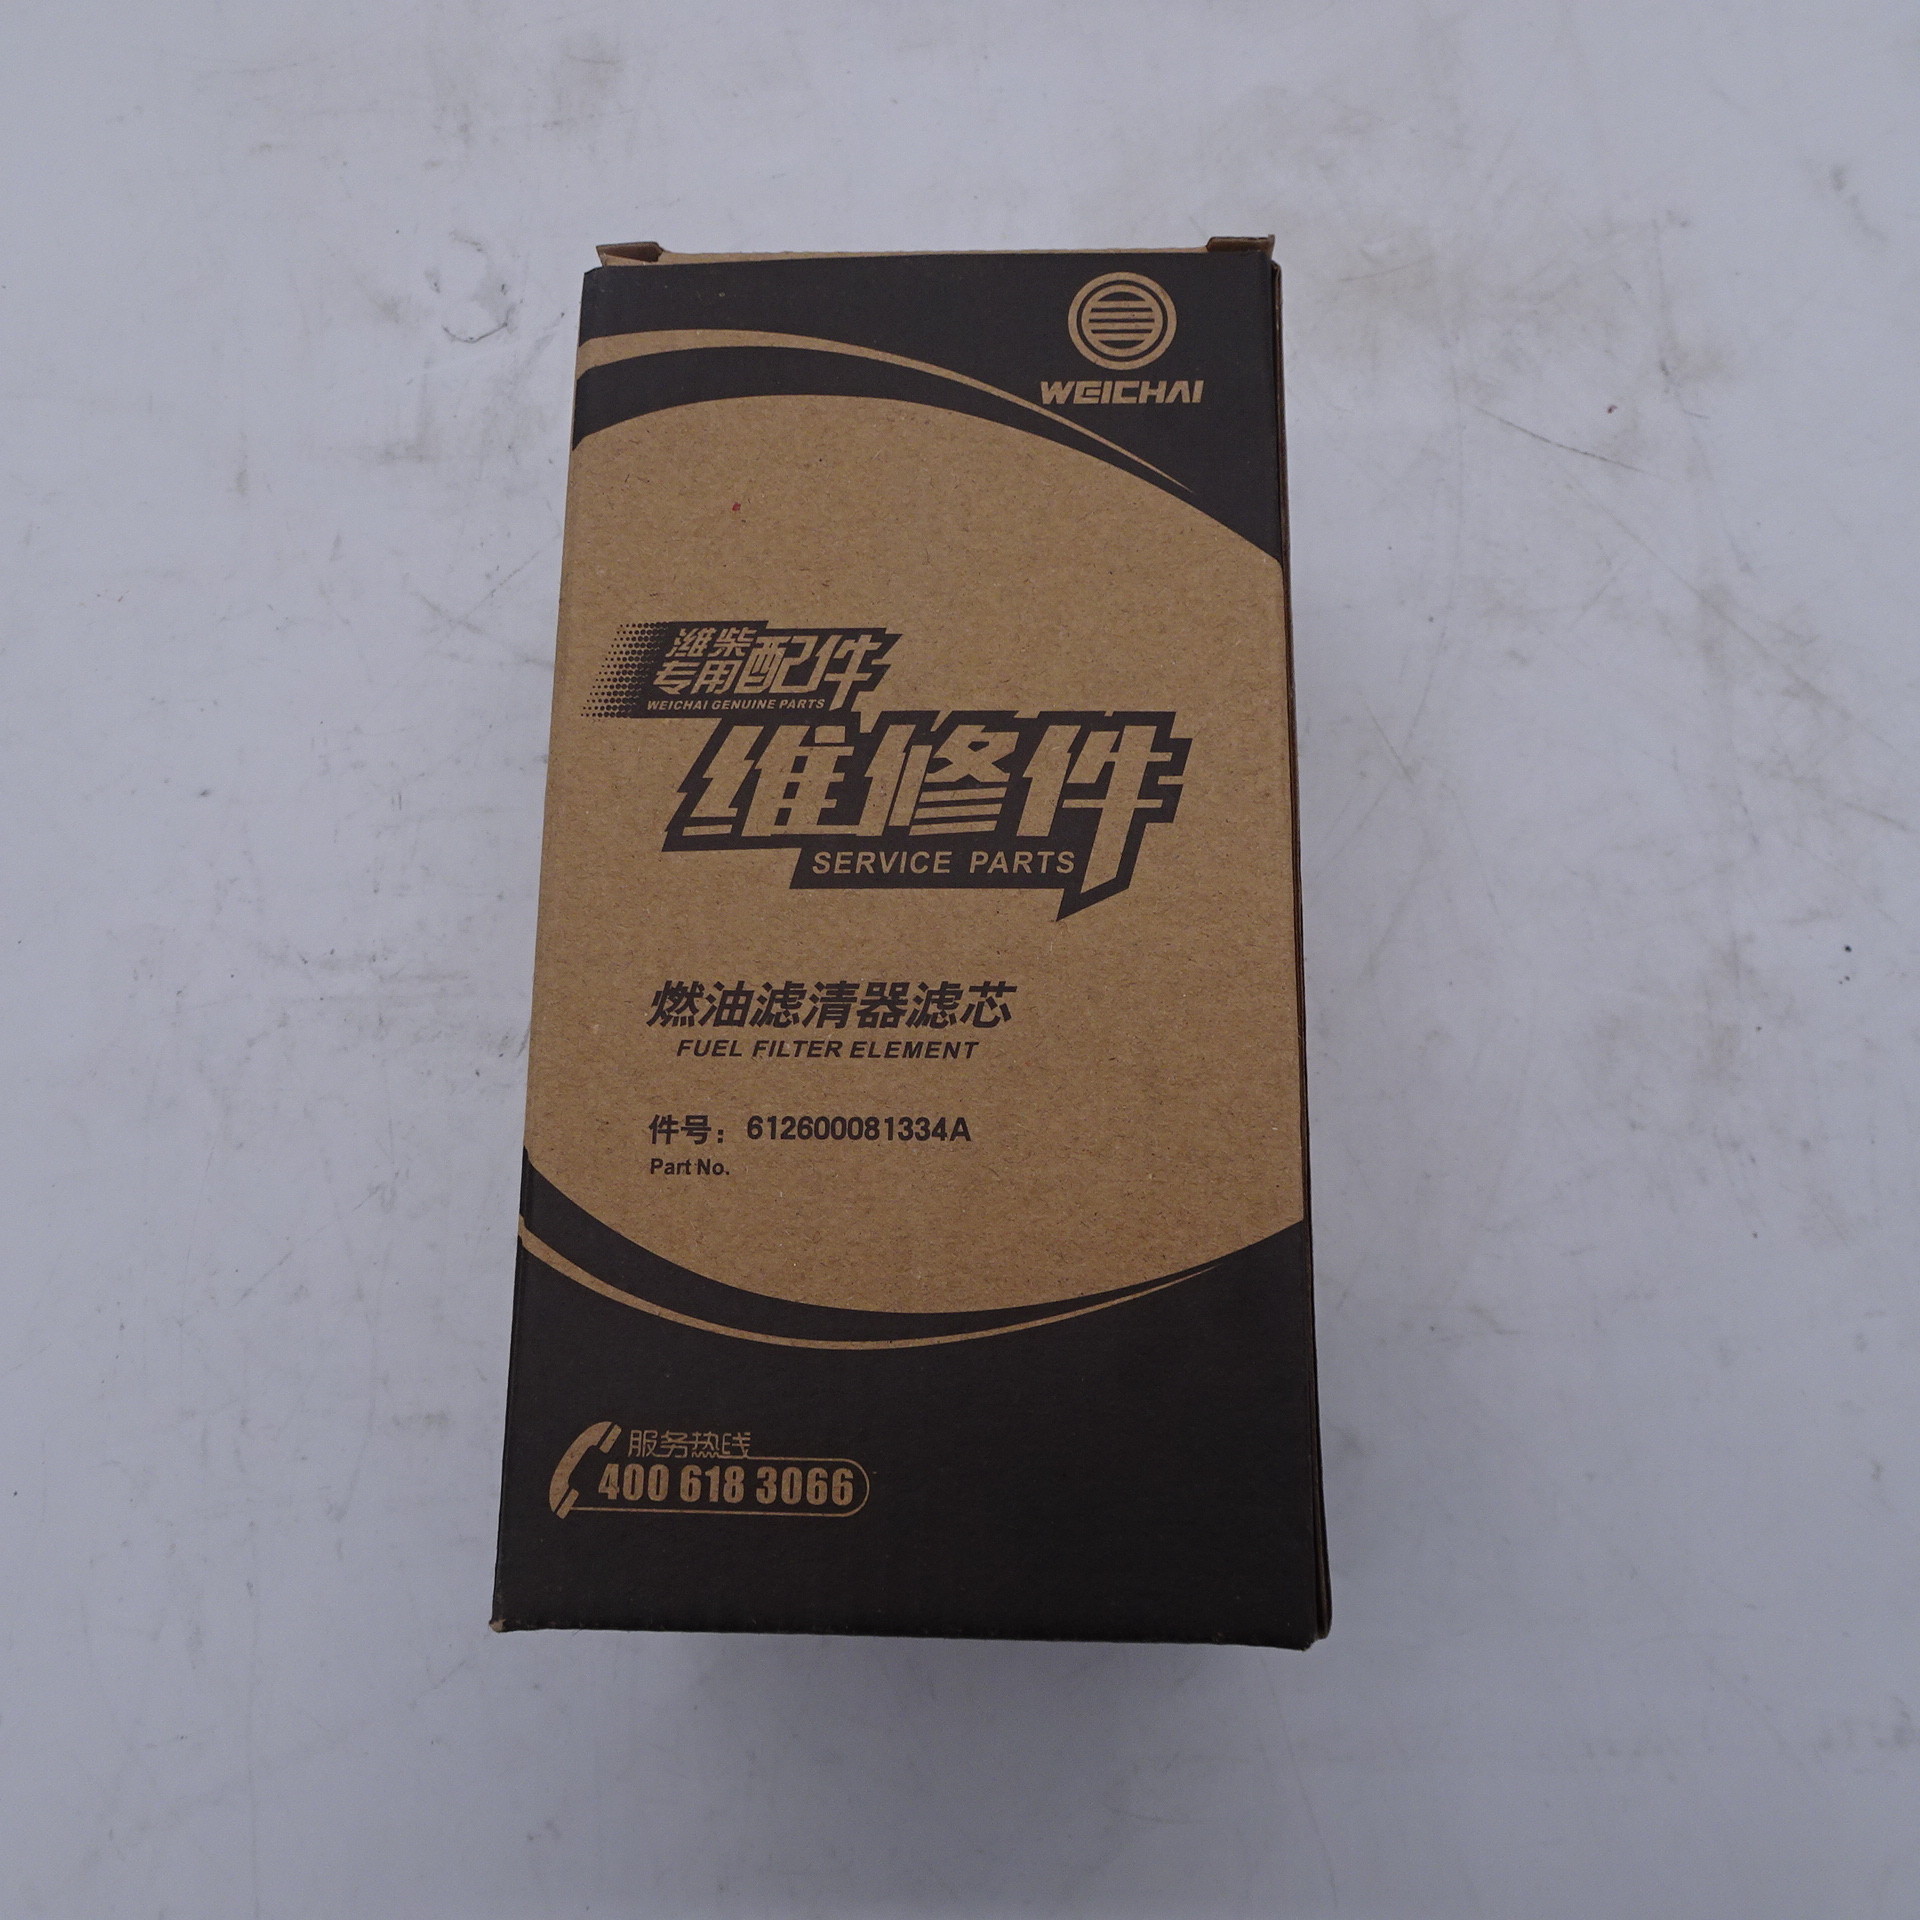 WEICHAI
潍柴
专用配件
WEICHAI GENUINE PARTS
维修件
SERVICE PARTS
燃油滤清器滤芯
FUEL FILTER ELEMENT
件号：612600081334A
Part No.
服务热线
400 618 3066